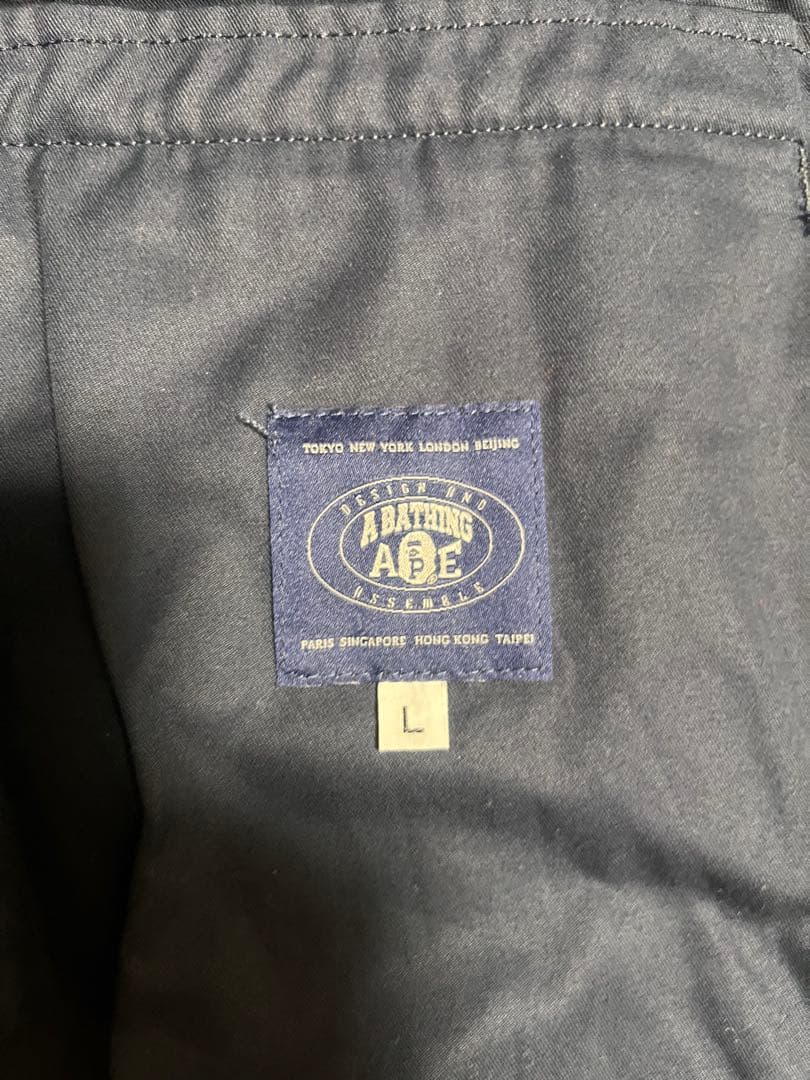 TOKYO NEW YORK LONDON BEIJING
DESIGN AND
A BATHING
APE
ASSEMBLE
PARIS SINGAPORE HONG KONG TAIPEI
L